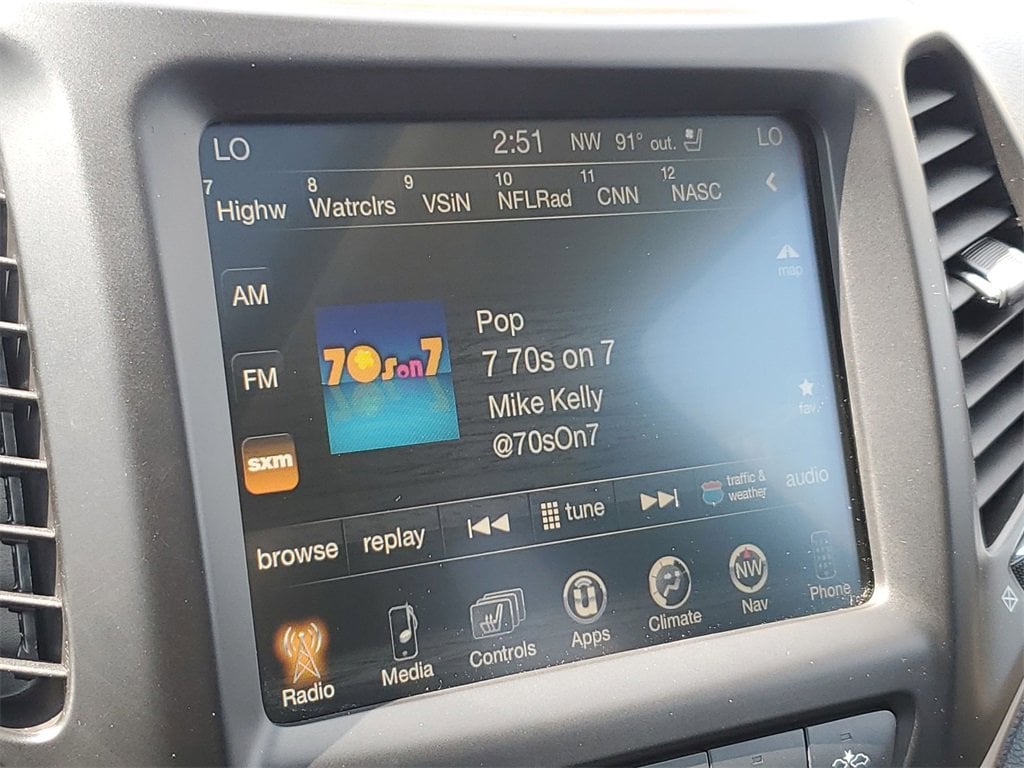 LO 2:51 NW 91° out. LO
7 Highw 8 Watrclrs 9 VSiN 10 NFLRad 11 CNN 12 NASC
map
AM
FM
sxm
70s on 7
Pop
7 70s on 7
Mike Kelly
@70sOn7
fav.
browse replay tune traffic & weather audio
Radio Media Controls Apps Climate NW Nav Phone